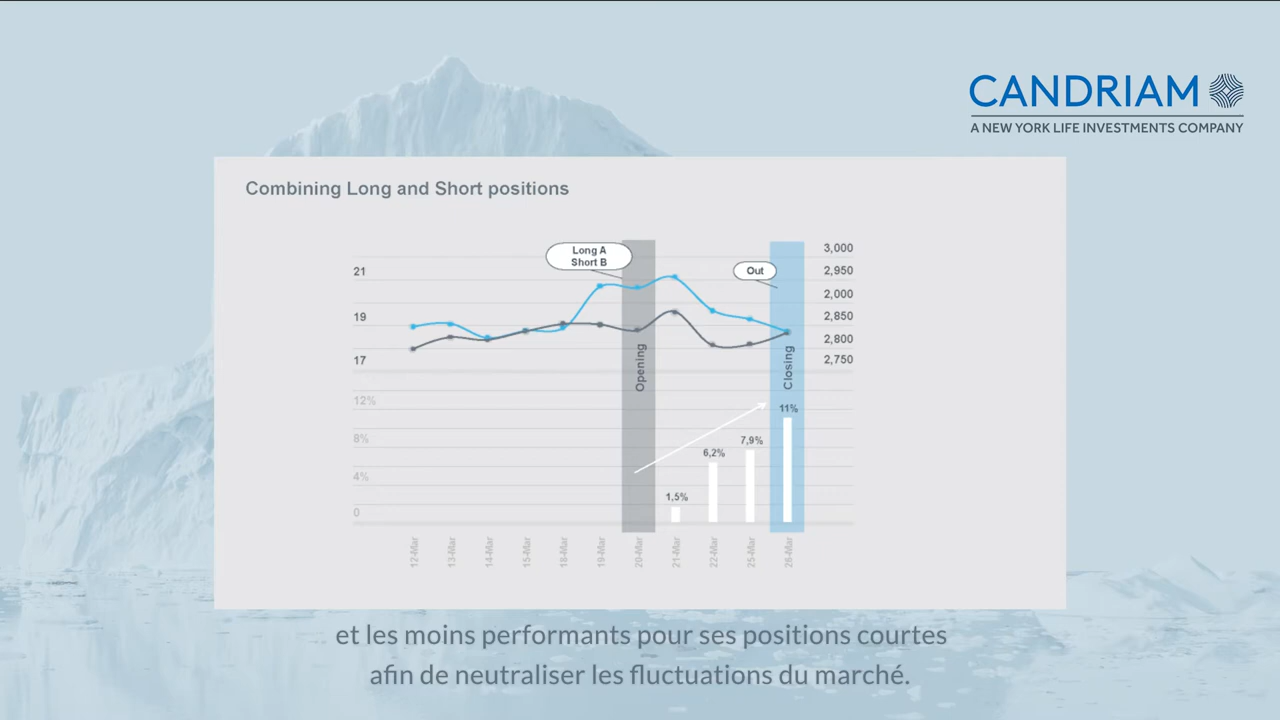 CANDRIAM
A NEW YORK LIFE INVESTMENTS COMPANY
Combining Long and Short positions
Long A
Short B
Out
21
19
17
3,000
2,950
2,000
2,850
2,800
2,750
Opening
Closing
12%
8%
4%
0
1,5%
6,2%
7,9%
11%
12-Mar
13-Mar
14-Mar
15-Mar
18-Mar
19-Mar
20-Mar
21-Mar
22-Mar
25-Mar
26-Mar
et les moins performants pour ses positions courtes
afin de neutraliser les fluctuations du marché.